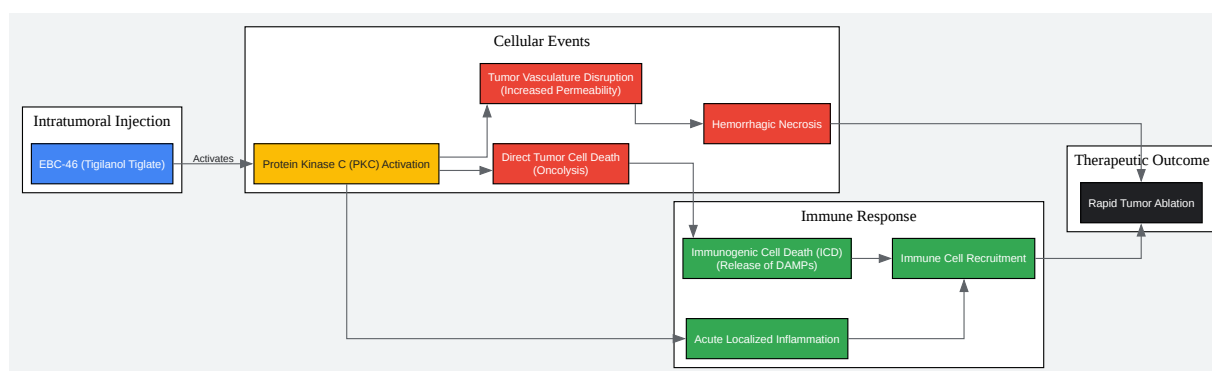 Cellular Events
Tumor Vasculature Disruption
(Increased Permeability)
Intratumoral Injection
Hemorrhagic Necrosis
EBC-46 (Tigilanol Tiglate)
Activates
Protein Kinase C (PKC) Activation
Direct Tumor Cell Death
(Oncolysis)
Therapeutic Outcome
Rapid Tumor Ablation
Immune Response
Immunogenic Cell Death (ICD)
(Release of DAMPs)
Immune Cell Recruitment
Acute Localized Inflammation